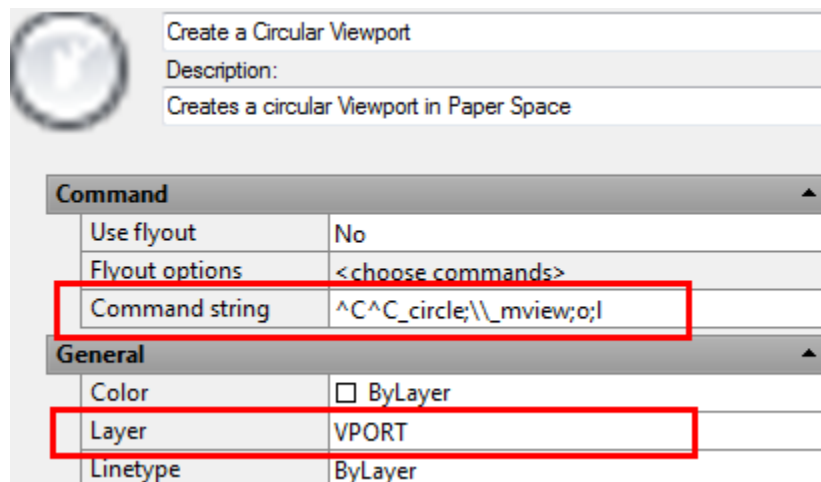 Create a Circular Viewport
Description:
Creates a circular Viewport in Paper Space
Command
Use flyout No
Flyout options <choose commands>
Command string ^C^C_circle;\\_mview;o;l
General
Color ByLayer
Layer VPORT
Linetype ByLayer